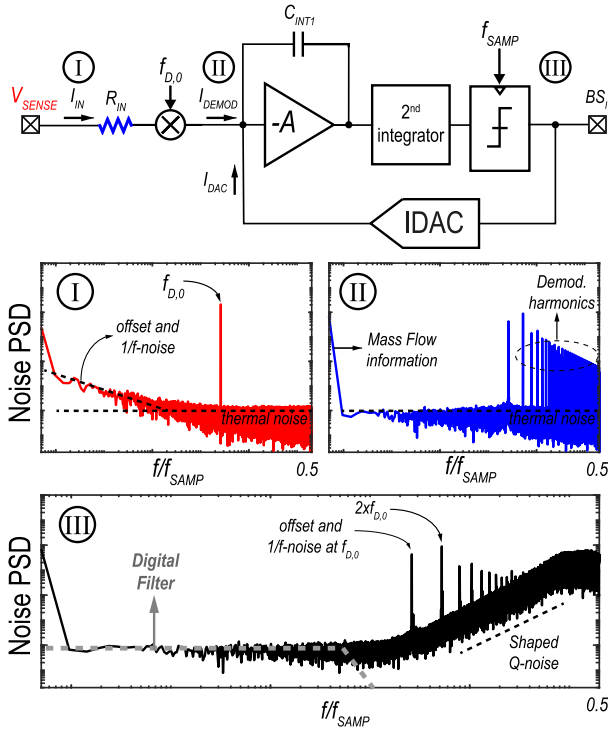 C_INT1
f_SAMP
I
f_D,0
II
III
V_SENSE
I_IN
R_IN
I_DEMOD
BS_I
-A
2nd
integrator
I_DAC
IDAC
I
f_D,0
offset and
1/f-noise
thermal noise
Noise PSD
f/f_SAMP
0.5
II
Demod.
harmonics
Mass Flow
information
thermal noise
f/f_SAMP
0.5
III
2xf_D,0
offset and
1/f-noise at f_D,0
Digital
Filter
Shaped
Q-noise
Noise PSD
f/f_SAMP
0.5